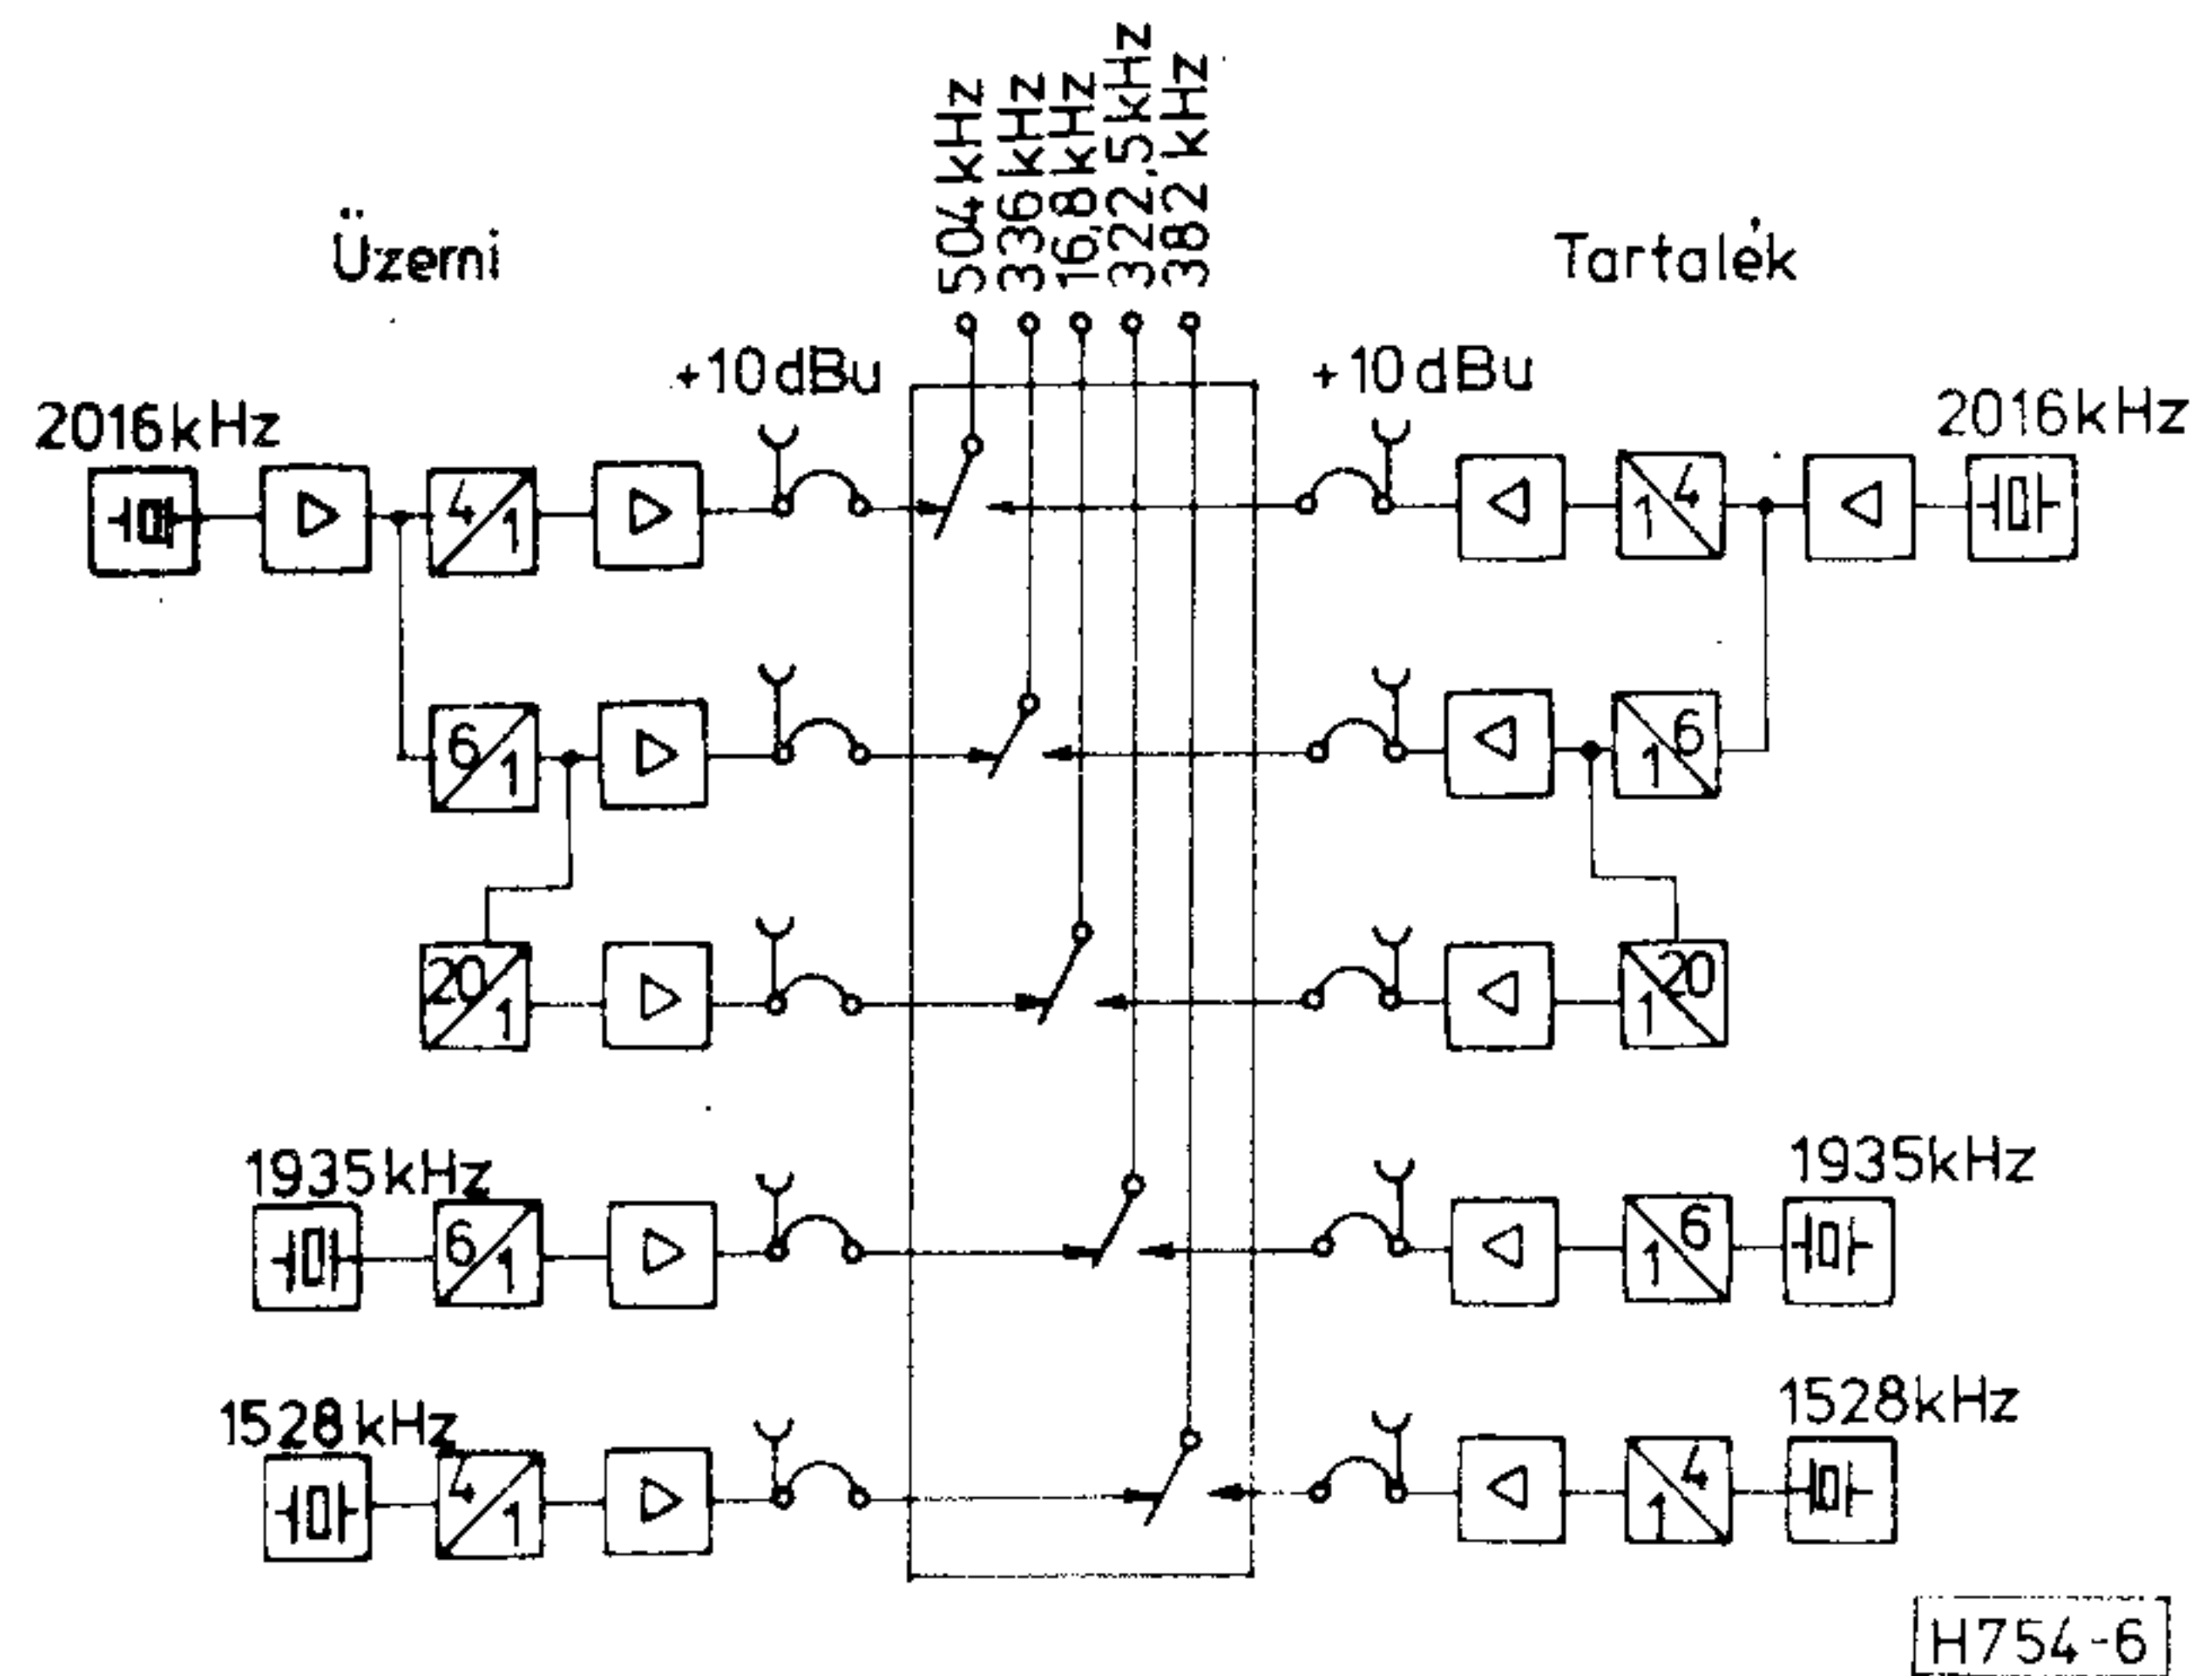 504 kHz
336 kHz
16,8 kHz
322,5 kHz
382 kHz
Üzemi
Tartalék
+10 dBu
+10 dBu
2016 kHz
2016 kHz
4
1
1
4
6
1
1
6
20
1
1
20
1935 kHz
1935 kHz
6
1
1
6
1528 kHz
1528 kHz
4
1
1
4
H754-6